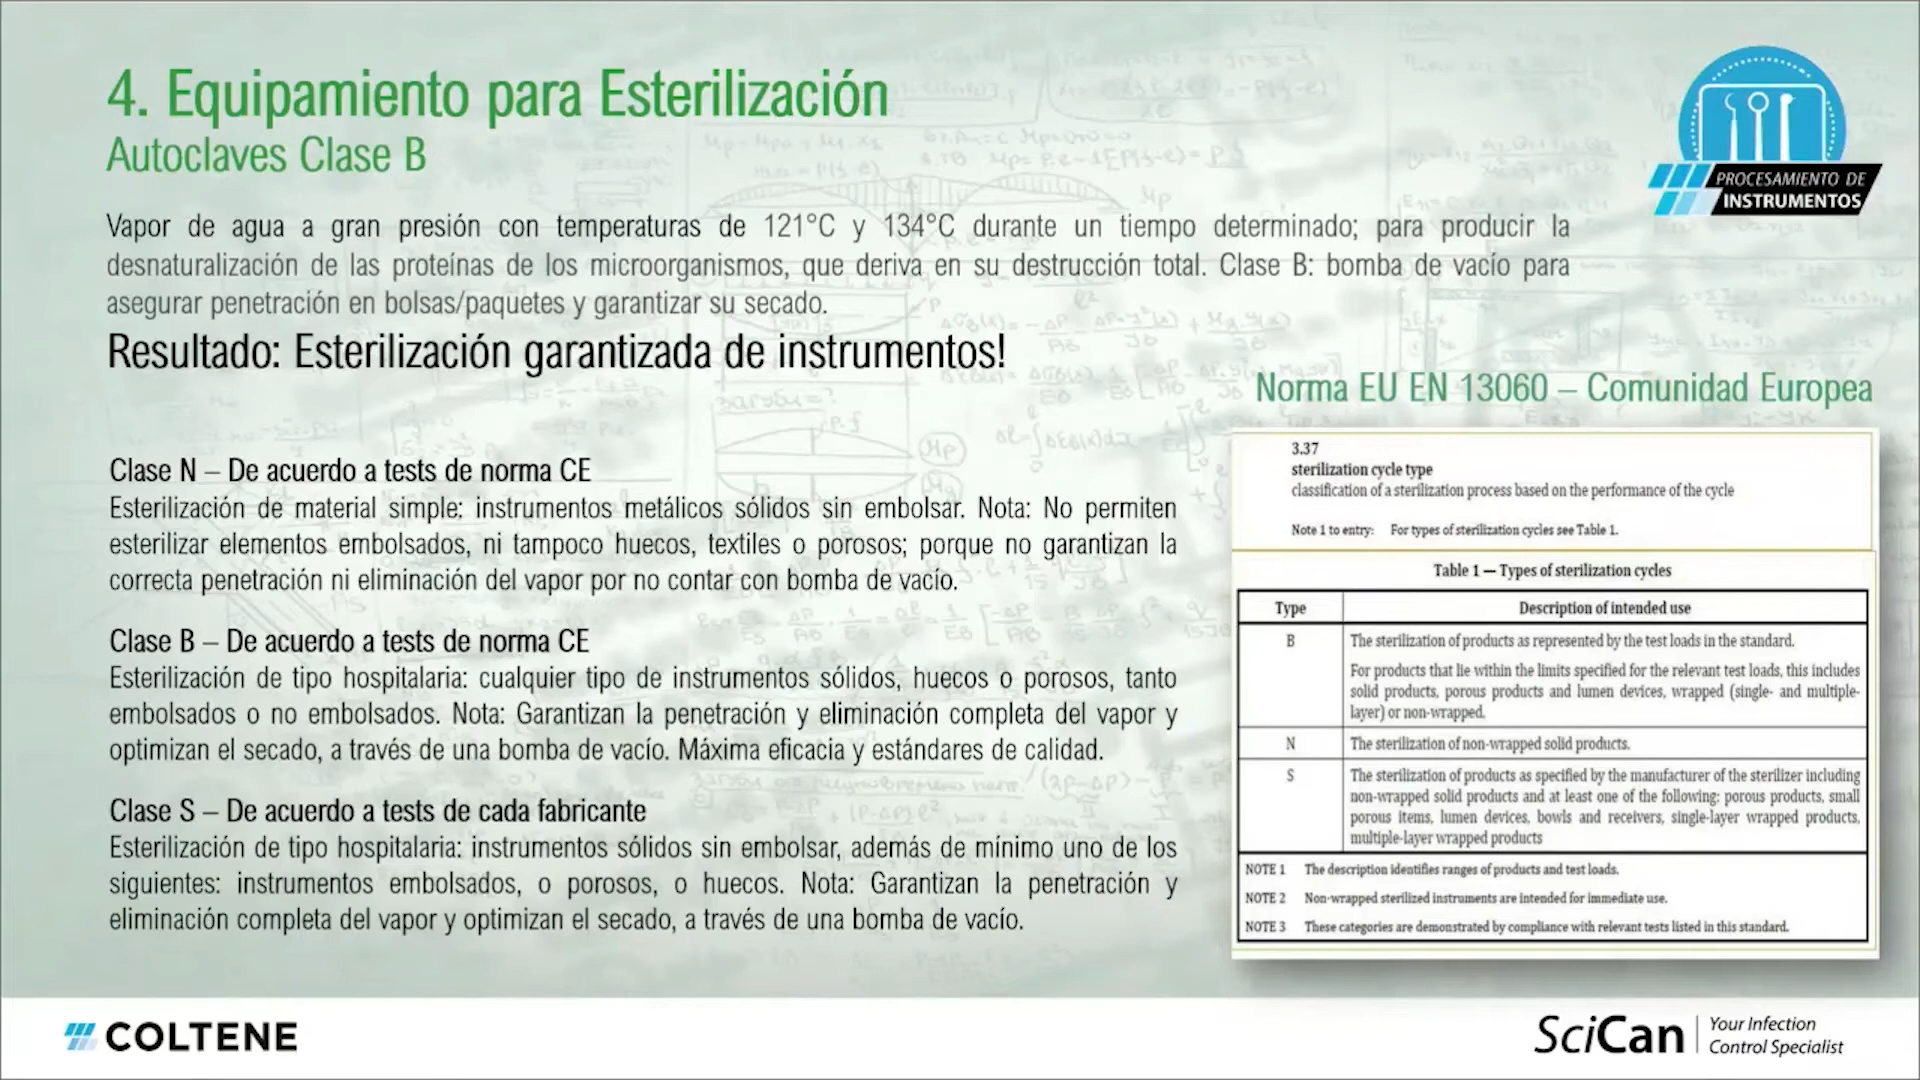 4. Equipamiento para Esterilización
Autoclaves Clase B
PROCESAMIENTO DE
INSTRUMENTOS
Vapor de agua a gran presión con temperaturas de 121°C y 134°C durante un tiempo determinado; para producir la
desnaturalización de las proteínas de los microorganismos, que deriva en su destrucción total. Clase B: bomba de vacío para
asegurar penetración en bolsas/paquetes y garantizar su secado.
Resultado: Esterilización garantizada de instrumentos!
Clase N – De acuerdo a tests de norma CE
Esterilización de material simple: instrumentos metálicos sólidos sin embolsar. Nota: No permiten
esterilizar elementos embolsados, ni tampoco huecos, textiles o porosos; porque no garantizan la
correcta penetración ni eliminación del vapor por no contar con bomba de vacío.
Clase B – De acuerdo a tests de norma CE
Esterilización de tipo hospitalaria: cualquier tipo de instrumentos sólidos, huecos o porosos, tanto
embolsados o no embolsados. Nota: Garantizan la penetración y eliminación completa del vapor y
optimizan el secado, a través de una bomba de vacío. Máxima eficacia y estándares de calidad.
Clase S – De acuerdo a tests de cada fabricante
Esterilización de tipo hospitalaria: instrumentos sólidos sin embolsar, además de mínimo uno de los
siguientes: instrumentos embolsados, o porosos, o huecos. Nota: Garantizan la penetración y
eliminación completa del vapor y optimizan el secado, a través de una bomba de vacío.
Norma EU EN 13060 – Comunidad Europea
3.37
sterilization cycle type
classification of a sterilization process based on the performance of the cycle
Note 1 to entry: For types of sterilization cycles see Table 1.
Table 1 — Types of sterilization cycles
Type Description of intended use
B The sterilization of products as represented by the test loads in the standard.
For products that lie within the limits specified for the relevant test loads, this includes
solid products, porous products and lumen devices, wrapped (single- and multiple-
layer) or non-wrapped.
N The sterilization of non-wrapped solid products.
S The sterilization of products as specified by the manufacturer of the sterilizer including
non-wrapped solid products and at least one of the following: porous products, small
porous items, lumen devices, bowls and receivers, single-layer wrapped products,
multiple-layer wrapped products
NOTE 1 The description identifies ranges of products and test loads.
NOTE 2 Non-wrapped sterilized instruments are intended for immediate use.
NOTE 3 These categories are demonstrated by compliance with relevant tests listed in this standard.
COLTENE
SciCan
Your Infection
Control Specialist